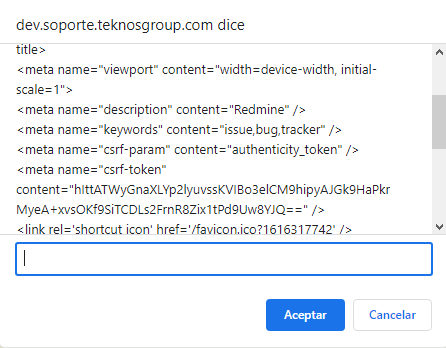 dev.soporte.teknosgroup.com dice
title>
<meta name="viewport" content="width=device-width, initial-
scale=1">
<meta name="description" content="Redmine" />
<meta name="keywords" content="issue,bug,tracker" />
<meta name="csrf-param" content="authenticity_token" />
<meta name="csrf-token"
content="hIttATWyGnaXLYp2lyuvssKVIBo3elCM9hipyAJGk9HaPkr
MyeA+xvsOKf9SiTCDLs2FrnR8Zix1tPd9Uw8YJQ==" />
<link rel='shortcut icon' href='/favicon.ico?1616317742' />
Aceptar
Cancelar